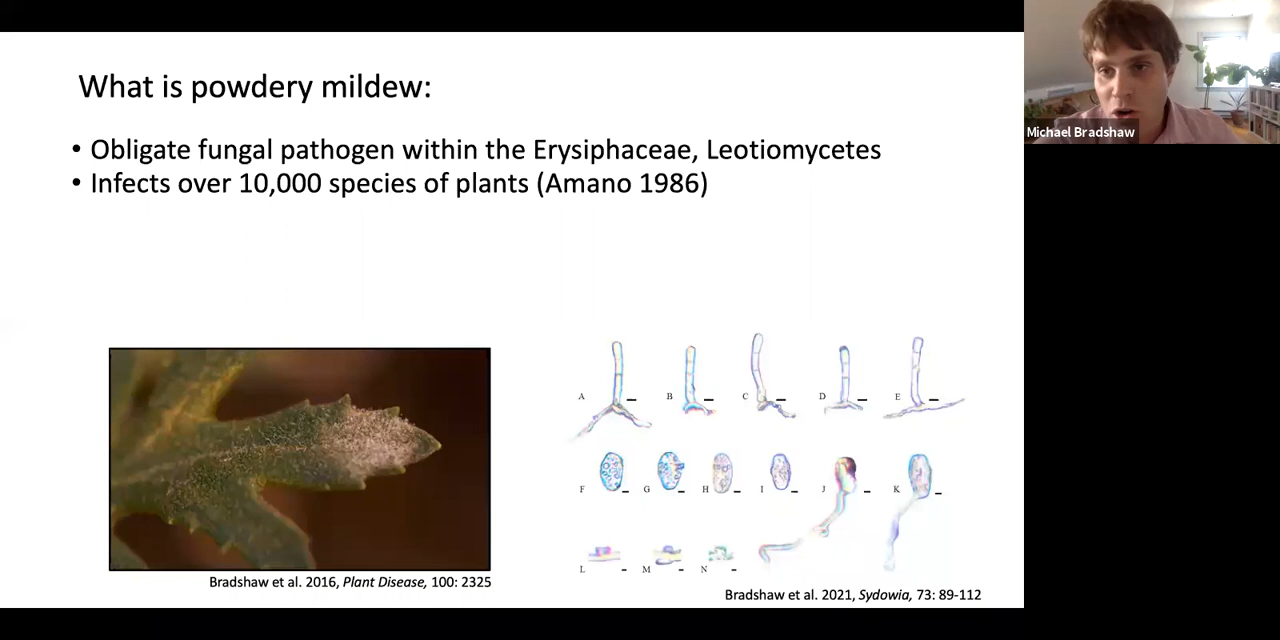 What is powdery mildew:
• Obligate fungal pathogen within the Erysiphaceae, Leotiomycetes
• Infects over 10,000 species of plants (Amano 1986)
Michael Bradshaw
A B C D E
F G H I J K
L M N
Bradshaw et al. 2016, Plant Disease, 100: 2325
Bradshaw et al. 2021, Sydowia, 73: 89-112